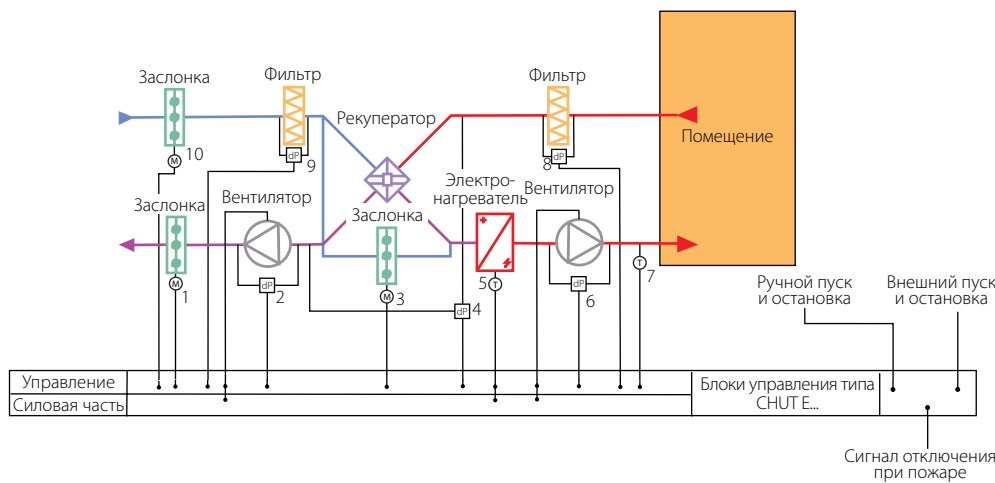 Заслонка
Фильтр
Рекуператор
Фильтр
Помещение
M
10
dP
9
dP
8
Заслонка
Вентилятор
Заслонка
Электро-
нагреватель
Вентилятор
M
1
dP
2
M
3
dP
4
5
T
dP
6
T
7
Ручной пуск
и остановка
Внешний пуск
и остановка
Управление
Силовая часть
Блоки управления типа
CHUT E...
Сигнал отключения
при пожаре